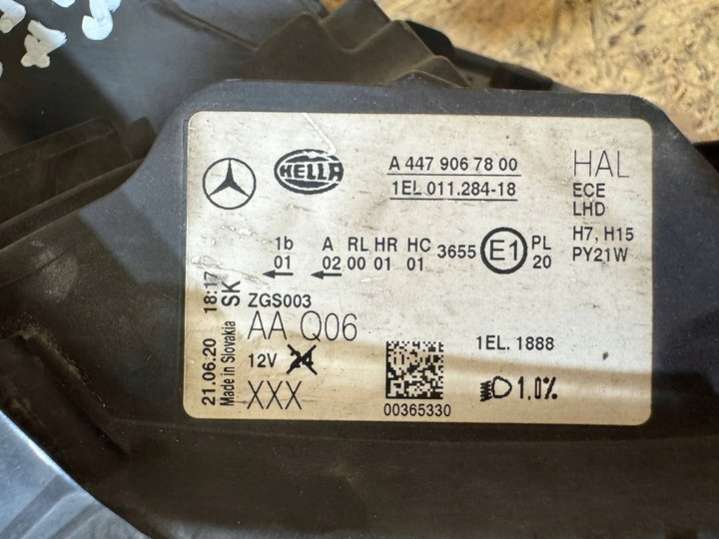 HELLA
A 447 906 78 00
1EL 011.284-18
HAL
ECE
LHD
H7, H15
PY21W
1b A RL HR HC
01 02 00 01 01
3655 E1 PL
20
ZGS003
AA Q06
12V 24
XXX
21.06.20 18:17
Made in Slovakia SK
00365330
1EL. 1888
1,0%